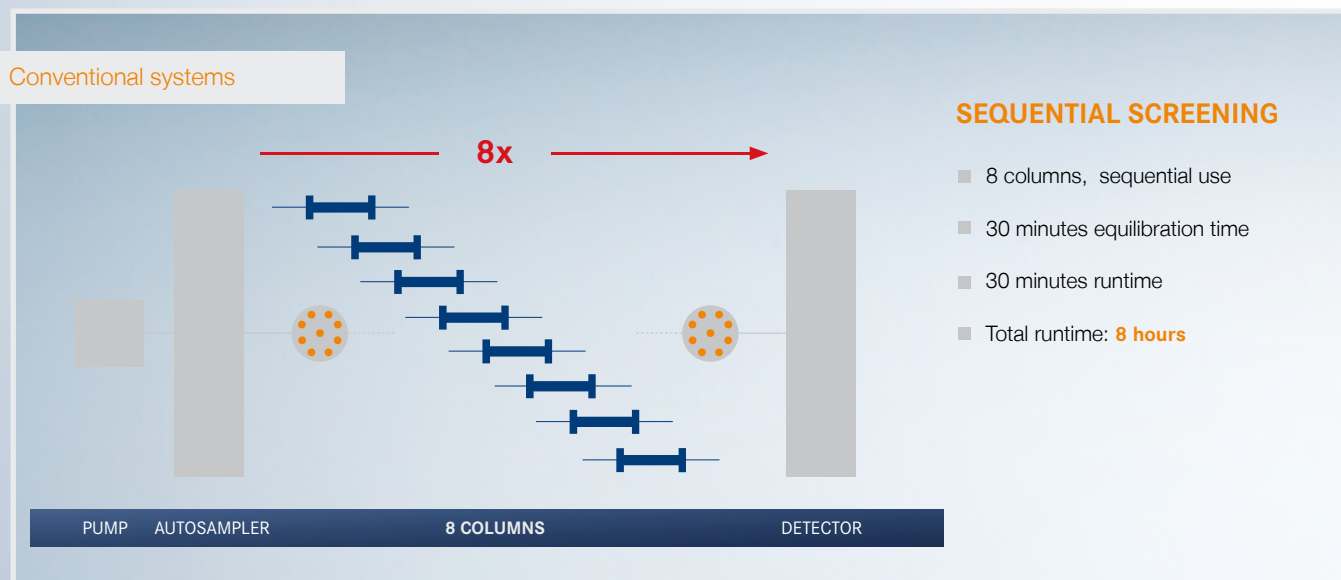 Conventional systems
8x
SEQUENTIAL SCREENING
8 columns, sequential use
30 minutes equilibration time
30 minutes runtime
Total runtime: 8 hours
PUMP AUTOSAMPLER 8 COLUMNS DETECTOR